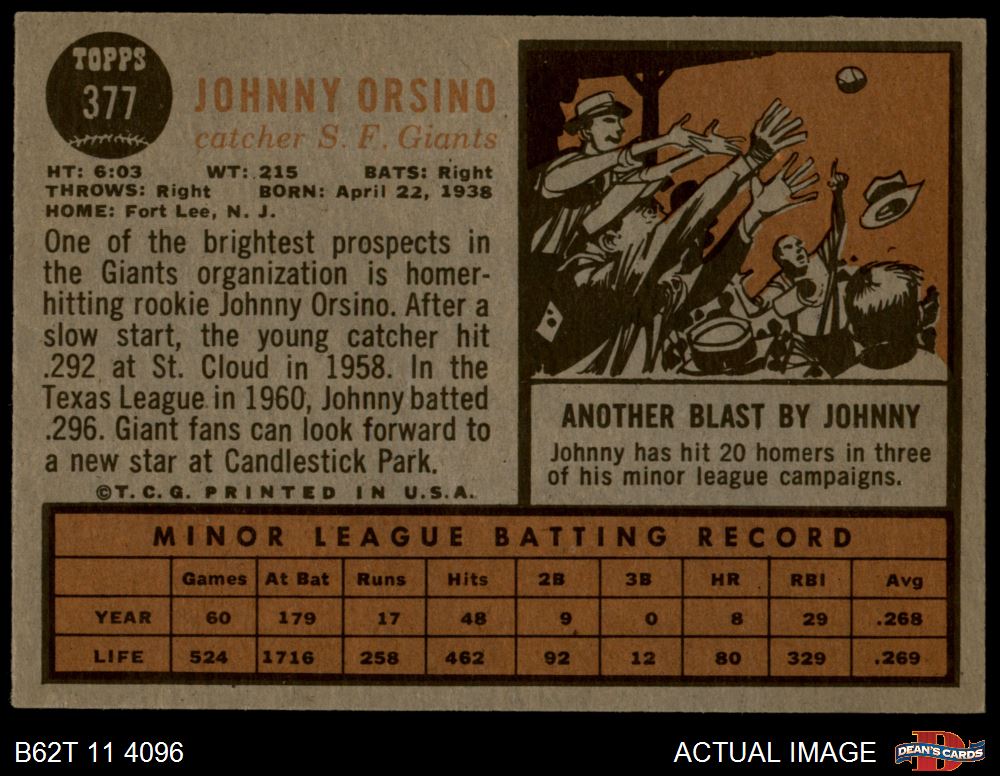 TOPPS
377
JOHNNY ORSINO
catcher S. F. Giants
HT: 6:03 WT: 215 BATS: Right
THROWS: Right BORN: April 22, 1938
HOME: Fort Lee, N. J.
One of the brightest prospects in
the Giants organization is homer-
hitting rookie Johnny Orsino. After a
slow start, the young catcher hit
.292 at St. Cloud in 1958. In the
Texas League in 1960, Johnny batted
.296. Giant fans can look forward to
a new star at Candlestick Park.
©T. C. G. PRINTED IN U.S.A.
ANOTHER BLAST BY JOHNNY
Johnny has hit 20 homers in three
of his minor league campaigns.
MINOR LEAGUE BATTING RECORD
Games At Bat Runs Hits 2B 3B HR RBI Avg
YEAR 60 179 17 48 9 0 8 29 .268
LIFE 524 1716 258 462 92 12 80 329 .269
B62T 11 4096
ACTUAL IMAGE
D
DEAN'S CARDS